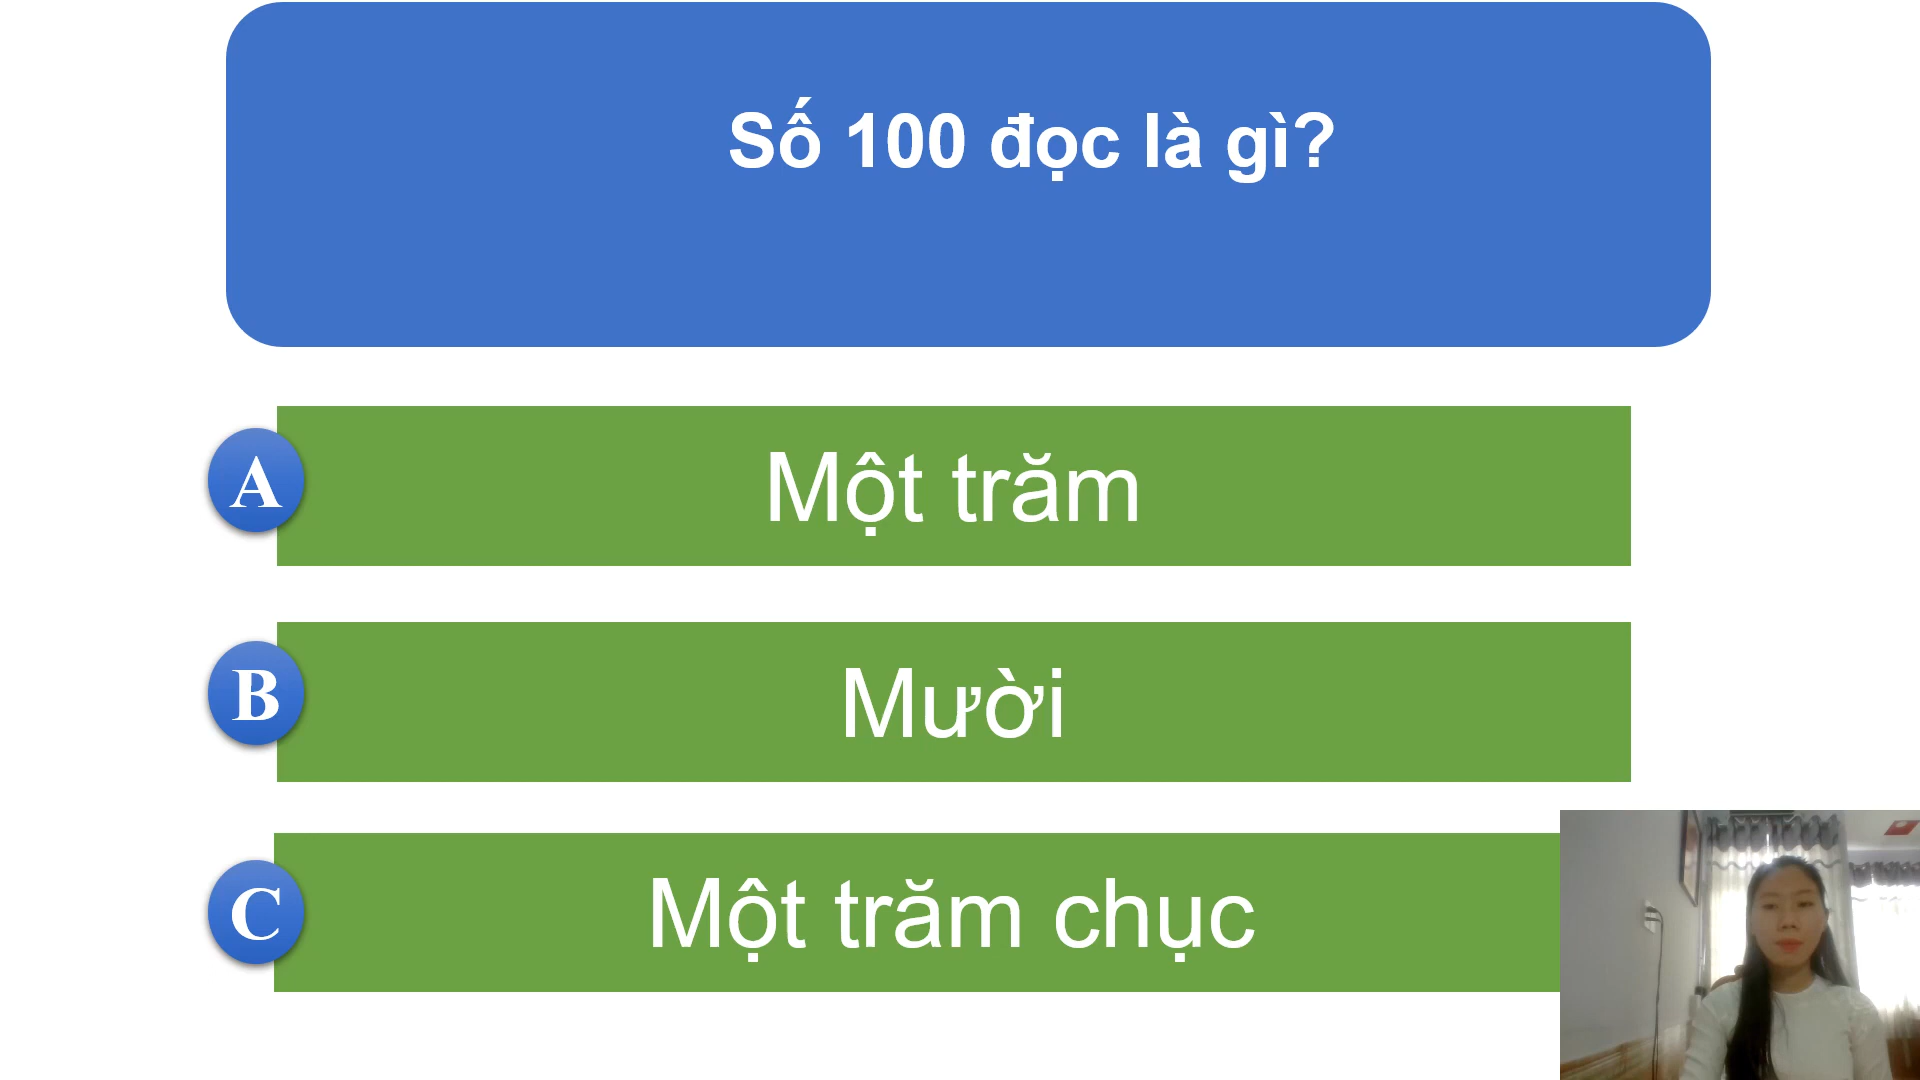 Số 100 đọc là gì?
A
Một trăm
B
Mười
C
Một trăm chục